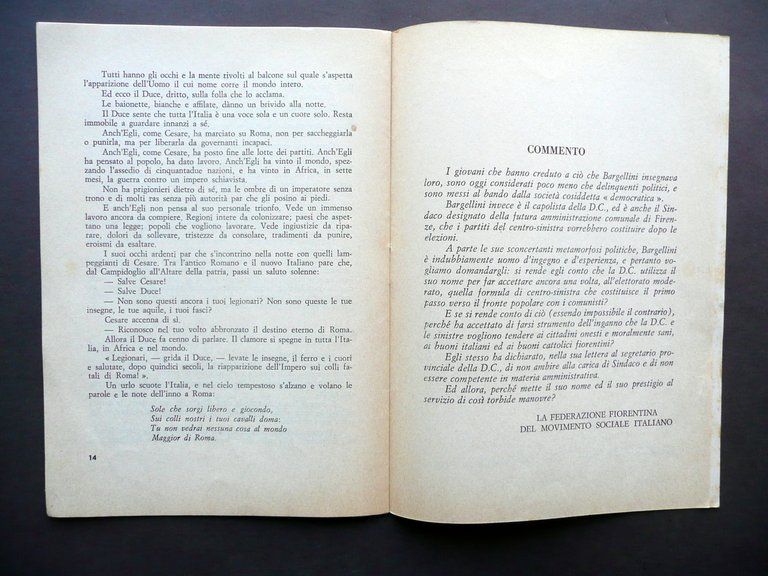 Tutti hanno gli occhi e la mente rivolti al balcone sul quale s'aspetta
l'apparizione dell'Uomo il cui nome corre il mondo intero.
Ed ecco il Duce, dritto, sulla folla che lo acclama.
Le baionette, bianche e affilate, dànno un brivido alla notte.
Il Duce sente che tutta l'Italia è una voce sola e un cuore solo. Resta
immobile a guardare innanzi a sé.
Anch'Egli, come Cesare, ha marciato su Roma, non per saccheggiarla
o punirla, ma per liberarla da governanti incapaci.
Anch'Egli, come Cesare, ha posto fine alle lotte dei partiti. Anch'Egli
ha pensato al popolo, ha dato lavoro. Anch'Egli ha vinto il mondo, spez-
zando l'assedio di cinquantadue nazioni, e ha vinto in Africa, in sette
mesi, la guerra contro un impero schiavista.
Non ha prigionieri dietro di sé, ma le ombre di un imperatore senza
trono e di molti ras senza più autorità par che gli posino ai piedi.
E anch'Egli non pensa al suo personale trionfo. Vede un immenso
lavoro ancora da compiere. Regioni intere da colonizzare; paesi che aspet-
tano una legge; popoli che vogliono lavorare. Vede ingiustizie da ripa-
rare, dolori da sollevare, tristezze da consolare, tradimenti da punire,
eroismi da esaltare.
I suoi occhi ardenti par che s'incontrino nella notte con quelli lam-
peggianti di Cesare. Tra l'antico Romano e il nuovo Italiano pare che,
dal Campidoglio all'Altare della patria, passi un saluto solenne:
— Salve Cesare!
— Salve Duce!
— Non sono questi ancora i tuoi legionari? Non sono queste le tue
insegne, le tue aquile, i tuoi fasci?
Cesare accenna di sì.
— Riconosco nel tuo volto abbronzato il destino eterno di Roma.
Allora il Duce fa cenno di parlare. Il clamore si spegne in tutta l'Ita-
lia, in Africa e nel mondo.
« Legionari, — grida il Duce, — levate le insegne, il ferro e i cuori
e salutate, dopo quindici secoli, la riapparizione dell'Impero sui colli fa-
tali di Roma! ».
Un urlo scuote l'Italia, e nel cielo tempestoso s'alzano e volano le
parole e le note dell'inno a Roma:
Sole che sorgi libero e giocondo,
Sui colli nostri i tuoi cavalli doma:
Tu non vedrai nessuna cosa al mondo
Maggior di Roma.
14
COMMENTO
I giovani che hanno creduto a ciò che Bargellini insegnava
loro, sono oggi considerati poco meno che delinquenti politici, e
sono messi al bando dalla società cosiddetta « democratica ».
Bargellini invece è il capolista della D.C., ed è anche il Sin-
daco designato della futura amministrazione comunale di Firen-
ze, che i partiti del centro-sinistra vorrebbero costituire dopo le
elezioni.
A parte le sue sconcertanti metamorfosi politiche, Bargellini
è indubbiamente uomo d'ingegno e d'esperienza, e pertanto vo-
gliamo domandargli: si rende egli conto che la D.C. utilizza il
suo nome per far accettare ancora una volta, all'elettorato mode-
rato, quella formula di centro-sinistra che costituisce il primo
passo verso il fronte popolare con i comunisti?
E se si rende conto di ciò (essendo impossibile il contrario),
perché ha accettato di farsi strumento dell'inganno che la D.C. e
le sinistre vogliono tendere ai cittadini onesti e moralmente sani,
ai buoni italiani ed ai buoni cattolici fiorentini?
Egli stesso ha dichiarato, nella sua lettera al segretario pro-
vinciale della D.C., di non ambire alla carica di Sindaco e di non
essere competente in materia amministrativa.
Ed allora, perché mette il suo nome ed il suo prestigio al
servizio di così torbide manovre?
LA FEDERAZIONE FIORENTINA
DEL MOVIMENTO SOCIALE ITALIANO